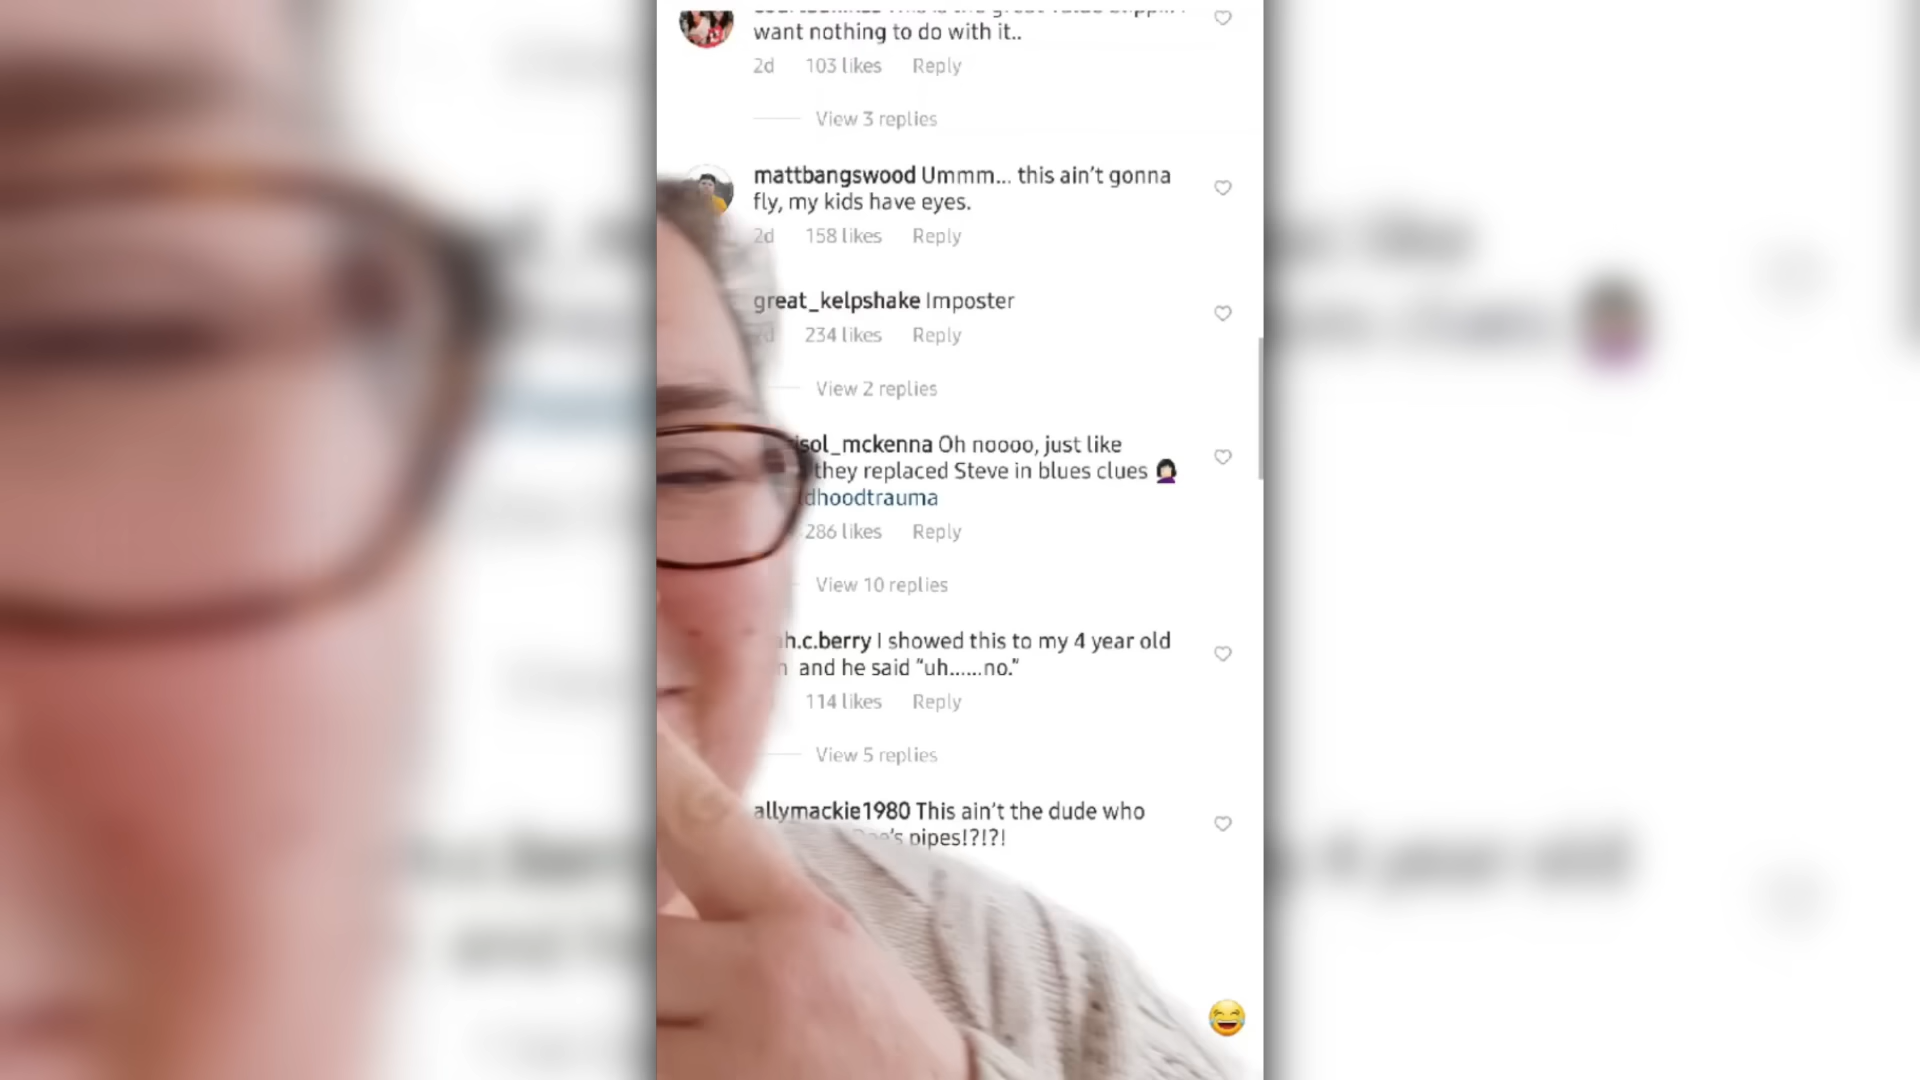 want nothing to do with it..
2d 103 likes Reply
View 3 replies
mattbangswood Ummm... this ain't gonna
fly, my kids have eyes.
2d 158 likes Reply
great_kelpshake Imposter
234 likes Reply
View 2 replies
sol_mckenna Oh noooo, just like
they replaced Steve in blues clues 🤦🏻‍♀️
dhoodtrauma
286 likes Reply
View 10 replies
h.c.berry I showed this to my 4 year old
and he said “uh......no.”
114 likes Reply
View 5 replies
allymackie1980 This ain't the dude who
pipes!?!?!